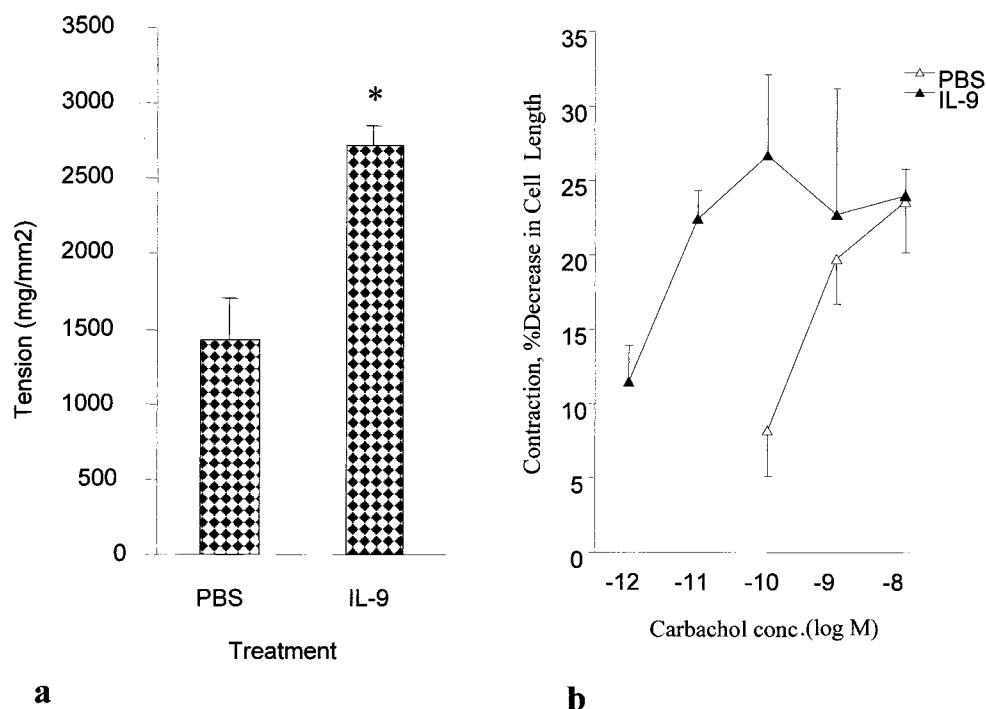 3500
3000
2500
2000
1500
1000
500
0
Tension (mg/mm2)
*
PBS IL-9
Treatment
a
35
30
25
20
15
10
5
0
Contraction, %Decrease in Cell Length
PBS
IL-9
-12 -11 -10 -9 -8
Carbachol conc.(log M)
b